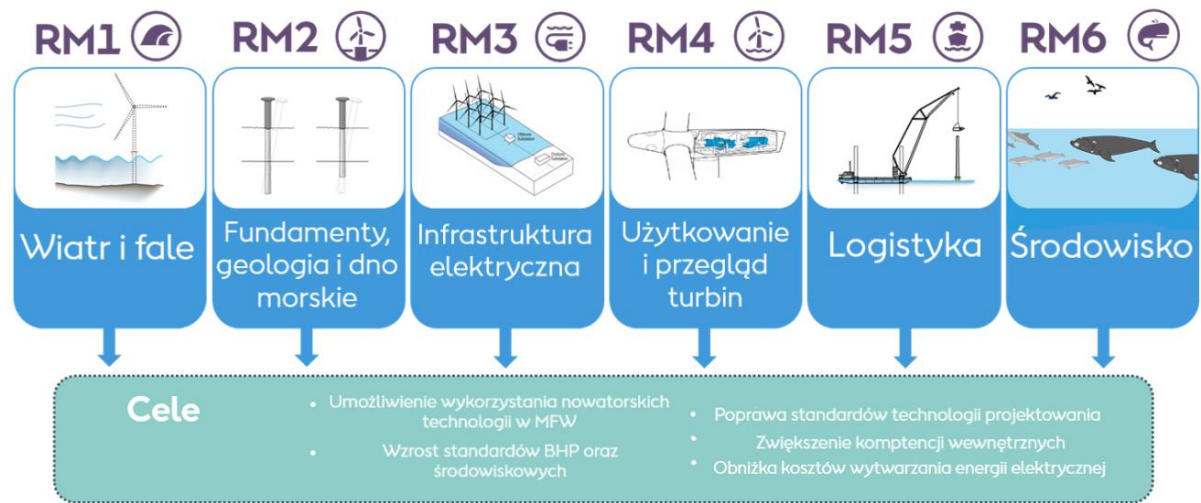 RM1
RM2
RM3
RM4
RM5
RM6
Wiatr i fale
Fundamenty,
geologia i dno
morskie
Infrastruktura
elektryczna
Użytkowanie
i przegląd
turbin
Logistyka
Środowisko
Cele
• Umożliwienie wykorzystania nowatorskich
technologii w MFW
• Wzrost standardów BHP oraz
środowiskowych
• Poprawa standardów technologii projektowania
• Zwiększenie komptencji wewnętrznych
• Obniżka kosztów wytwarzania energii elektrycznej